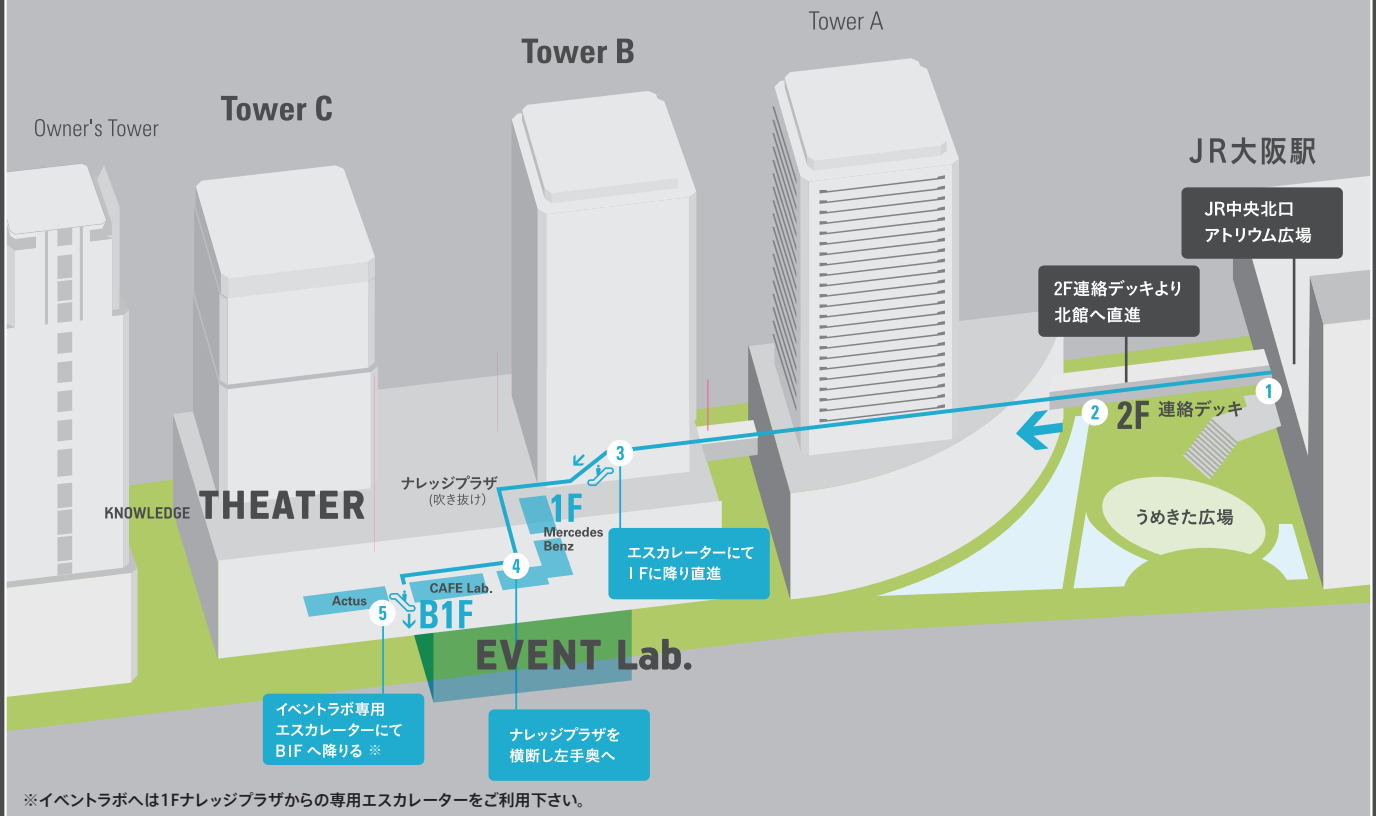 Tower A
Tower B
Tower C
Owner's Tower
JR大阪駅
JR中央北口
アトリウム広場
2F連絡デッキより
北館へ直進
1
2
2F 連絡デッキ
3
ナレッジプラザ
(吹き抜け)
KNOWLEDGE THEATER
1F
Mercedes
Benz
うめきた広場
エスカレーターにて
1Fに降り直進
4
CAFE Lab.
Actus
5
B1F
EVENT Lab.
イベントラボ専用
エスカレーターにて
B1F へ降りる ※
ナレッジプラザを
横断し左手奥へ
※イベントラボへは1Fナレッジプラザからの専用エスカレーターをご利用下さい。